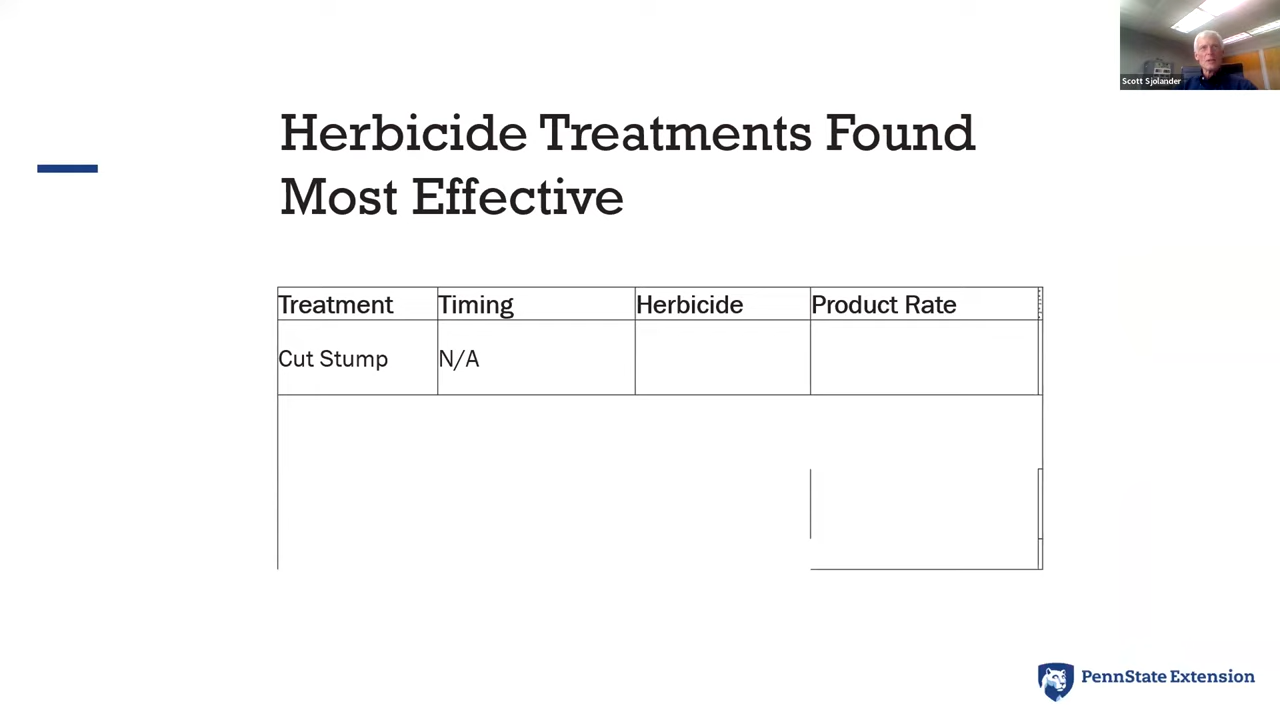 Scott Sjolander
Herbicide Treatments Found
Most Effective
Treatment Timing Herbicide Product Rate
Cut Stump N/A
PennState Extension